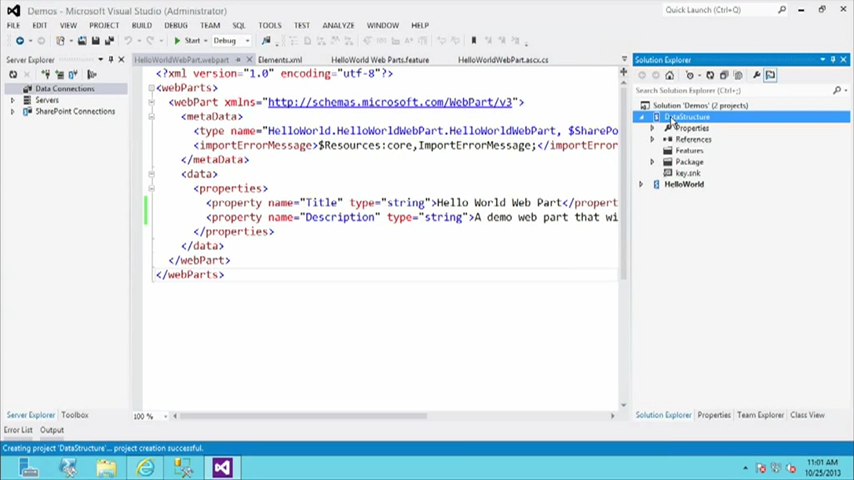 Demos - Microsoft Visual Studio (Administrator)
Quick Launch (Ctrl+Q)
FILE EDIT VIEW PROJECT BUILD DEBUG TEAM SQL TOOLS TEST ANALYZE WINDOW HELP
Start Debug
Server Explorer
Data Connections
Servers
SharePoint Connections
HelloWorldWebPart.webpart Elements.xml HelloWorld Web Parts.feature HelloWorldWebPart.ascx.cs
<?xml version="1.0" encoding="utf-8"?>
<webParts>
<webPart xmlns="http://schemas.microsoft.com/WebPart/v3">
<metaData>
<type name="HelloWorld.HelloWorldWebPart.HelloWorldWebPart, $SharePo
<importErrorMessage>$Resources:core,ImportErrorMessage;</importErrorM
</metaData>
<data>
<properties>
<property name="Title" type="string">Hello World Web Part</propert
<property name="Description" type="string">A demo web part that wi
</properties>
</data>
</webPart>
</webParts>
100 %
Solution Explorer
Search Solution Explorer (Ctrl+;)
Solution 'Demos' (2 projects)
DataStructure
Properties
References
Features
Package
key.snk
HelloWorld
Server Explorer Toolbox
Solution Explorer Properties Team Explorer Class View
Error List Output
Creating project 'DataStructure'... project creation successful.
11:01 AM
10/25/2013